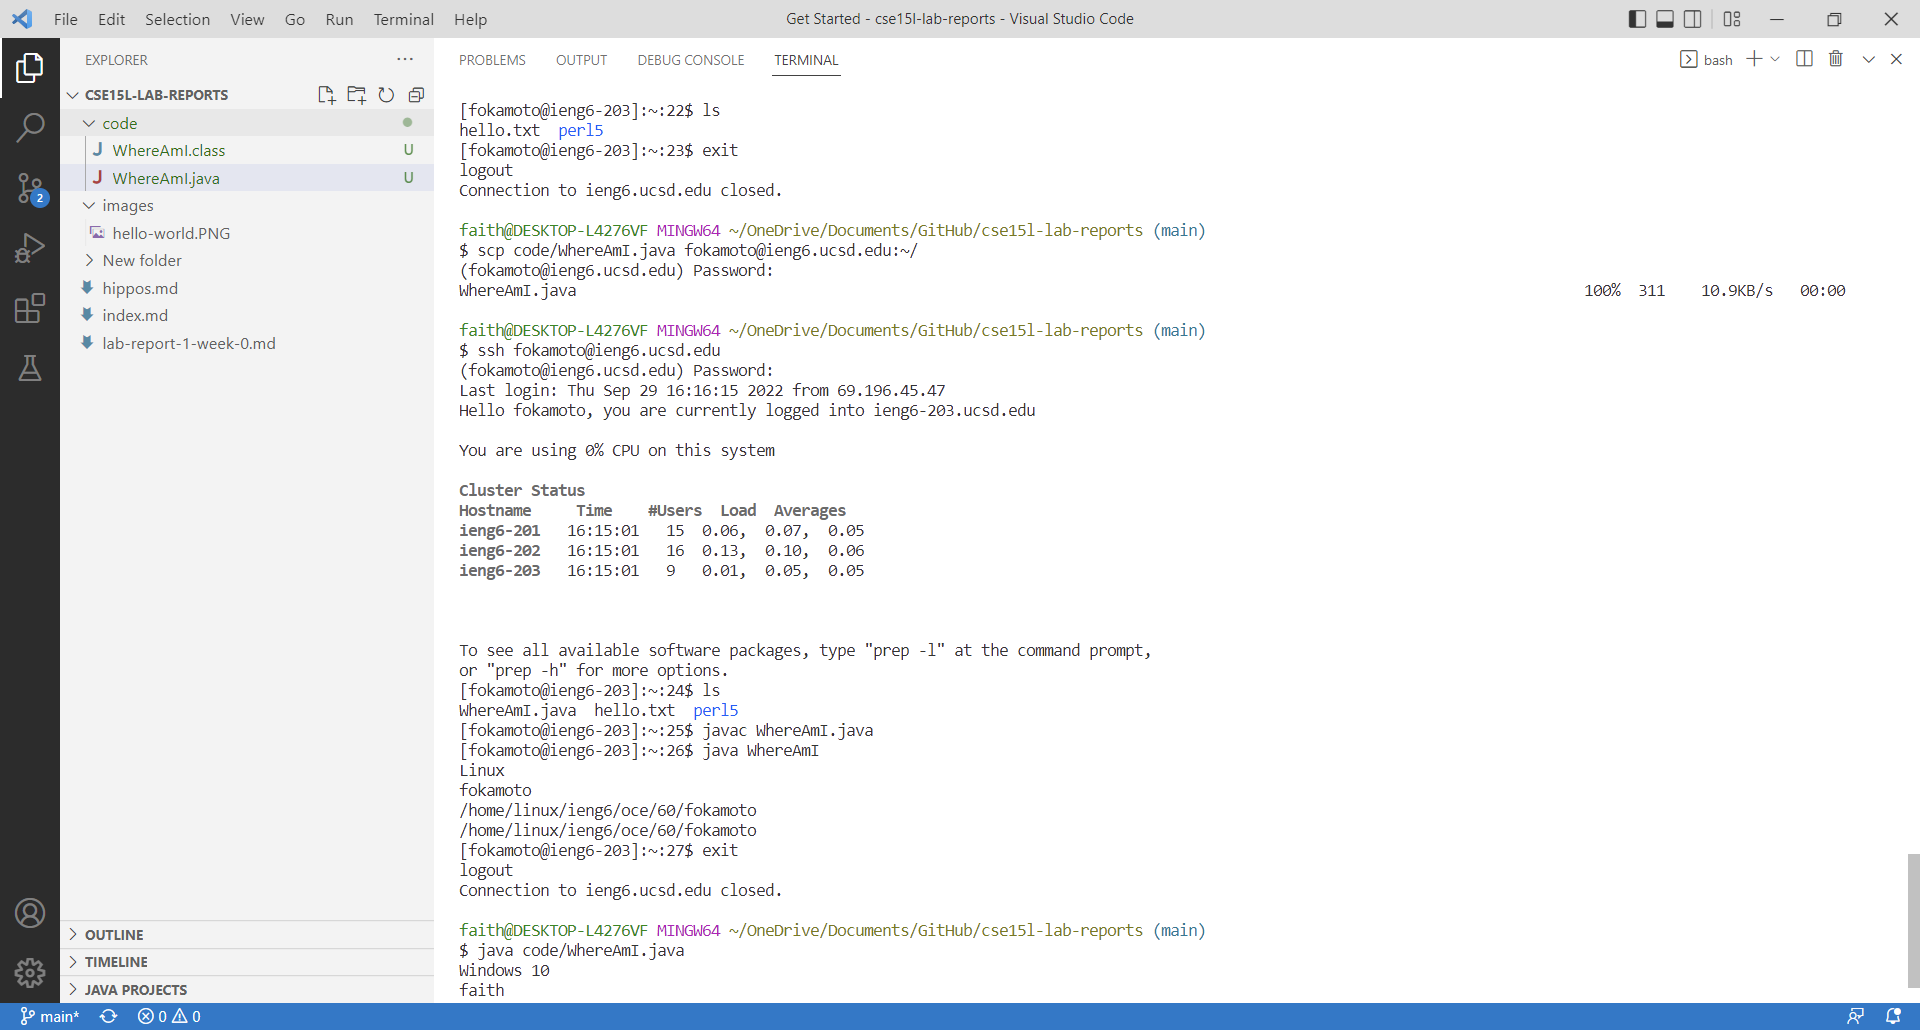 File Edit Selection View Go Run Terminal Help
Get Started - cse15l-lab-reports - Visual Studio Code
EXPLORER
CSE15L-LAB-REPORTS
code
WhereAmI.class U
WhereAmI.java U
images
hello-world.PNG
New folder
hippos.md
index.md
lab-report-1-week-0.md
OUTLINE
TIMELINE
JAVA PROJECTS
2
PROBLEMS OUTPUT DEBUG CONSOLE TERMINAL
bash
[fokamoto@ieng6-203]:~:22$ ls
hello.txt perl5
[fokamoto@ieng6-203]:~:23$ exit
logout
Connection to ieng6.ucsd.edu closed.
faith@DESKTOP-L4276VF MINGW64 ~/OneDrive/Documents/GitHub/cse15l-lab-reports (main)
$ scp code/WhereAmI.java fokamoto@ieng6.ucsd.edu:~/
(fokamoto@ieng6.ucsd.edu) Password:
WhereAmI.java 100% 311 10.9KB/s 00:00
faith@DESKTOP-L4276VF MINGW64 ~/OneDrive/Documents/GitHub/cse15l-lab-reports (main)
$ ssh fokamoto@ieng6.ucsd.edu
(fokamoto@ieng6.ucsd.edu) Password:
Last login: Thu Sep 29 16:16:15 2022 from 69.196.45.47
Hello fokamoto, you are currently logged into ieng6-203.ucsd.edu
You are using 0% CPU on this system
Cluster Status
Hostname Time #Users Load Averages
ieng6-201 16:15:01 15 0.06, 0.07, 0.05
ieng6-202 16:15:01 16 0.13, 0.10, 0.06
ieng6-203 16:15:01 9 0.01, 0.05, 0.05
To see all available software packages, type "prep -l" at the command prompt,
or "prep -h" for more options.
[fokamoto@ieng6-203]:~:24$ ls
WhereAmI.java hello.txt perl5
[fokamoto@ieng6-203]:~:25$ javac WhereAmI.java
[fokamoto@ieng6-203]:~:26$ java WhereAmI
Linux
fokamoto
/home/linux/ieng6/oce/60/fokamoto
/home/linux/ieng6/oce/60/fokamoto
[fokamoto@ieng6-203]:~:27$ exit
logout
Connection to ieng6.ucsd.edu closed.
faith@DESKTOP-L4276VF MINGW64 ~/OneDrive/Documents/GitHub/cse15l-lab-reports (main)
$ java code/WhereAmI.java
Windows 10
faith
main* 0 0